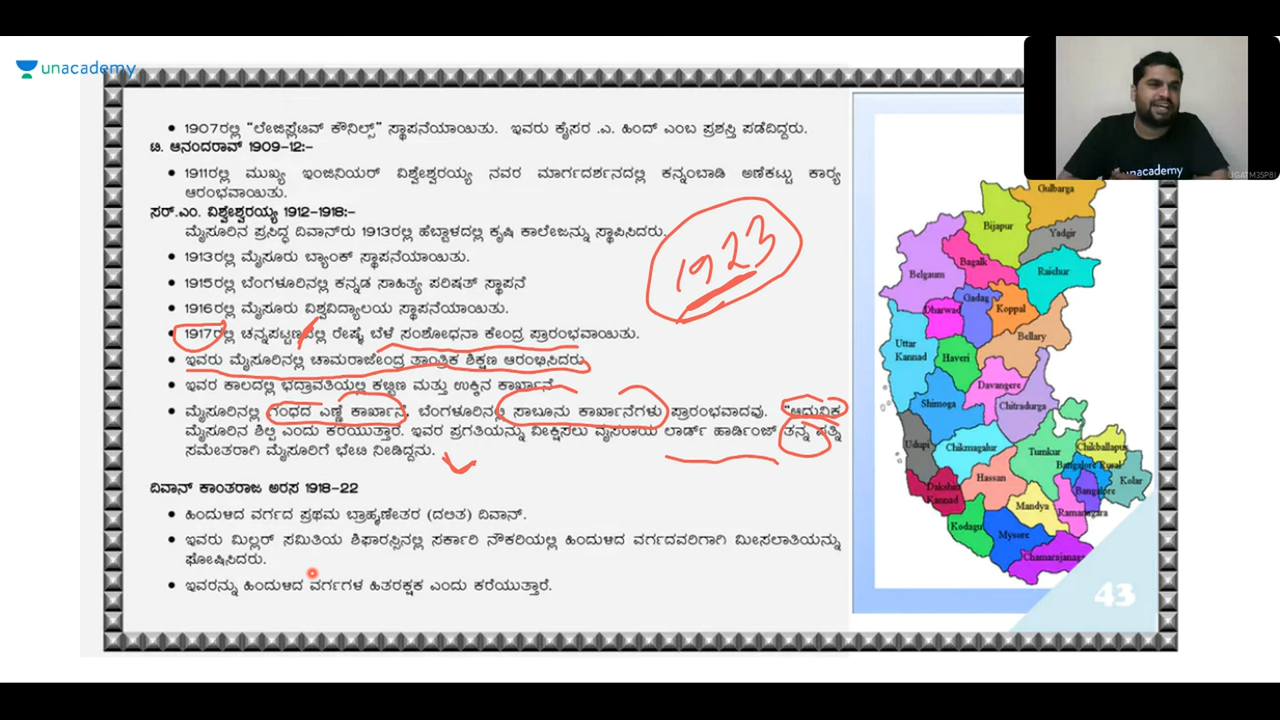 unacademy
• 1907ರಲ್ಲಿ "ಲೇಜಿಸ್ಲೆಟಿವ್ ಕೌನಿಲ್ಸ್" ಸ್ಥಾಪನೆಯಾಯಿತು. ಇವರು ಕೈಸರ .ಎ. ಹಿಂದ್ ಎಂಬ ಪ್ರಶಸ್ತಿ ಪಡೆವಿದ್ದರು.
ಟಿ. ಆನಂದರಾವ್ 1909-12:-
• 1911ರಲ್ಲಿ ಮುಖ್ಯ ಇಂಜಿನಿಯರ್ ವಿಶ್ವೇಶ್ವರಯ್ಯ ನವರ ಮಾರ್ಗದರ್ಶನದಲ್ಲಿ ಕನ್ನಂಬಾಡಿ ಅಣೆಕಟ್ಟು ಕಾರ‍್ಯ
ಆರಂಭವಾಯಿತು.
ಸರ್.ಎಂ. ವಿಶ್ವೇಶ್ವರಯ್ಯ 1912-1918:-
ಮೈಸೂರಿನ ಪ್ರಸಿದ್ಧ ದಿವಾನ್‌ರು 1913ರಲ್ಲಿ ಹೆಬ್ಬಾಳದಲ್ಲಿ ಕೃಷಿ ಕಾಲೇಜನ್ನು ಸ್ಥಾಪಿಸಿದರು.
• 1913ರಲ್ಲಿ ಮೈಸೂರು ಬ್ಯಾಂಕ್ ಸ್ಥಾಪನೆಯಾಯಿತು.
• 1915ರಲ್ಲಿ ಬೆಂಗಳೂರಿನಲ್ಲಿ ಕನ್ನಡ ಸಾಹಿತ್ಯ ಪರಿಷತ್ ಸ್ಥಾಪನೆ
• 1916ರಲ್ಲಿ ಮೈಸೂರು ವಿಶ್ವವಿದ್ಯಾಲಯ ಸ್ಥಾಪನೆಯಾಯಿತು.
• 1917ರಲ್ಲಿ ಚನ್ನಪಟ್ಟಣದಲ್ಲಿ ರೇಷ್ಮೆ ಬೆಳೆ ಸಂಶೋಧನಾ ಕೇಂದ್ರ ಪ್ರಾರಂಭವಾಯಿತು.
• ಇವರು ಮೈಸೂರಿನಲ್ಲಿ ಚಾಮರಾಜೇಂದ್ರ ತಾಂತ್ರಿಕ ಶಿಕ್ಷಣ ಆರಂಭಿಸಿದರು
• ಇವರ ಕಾಲದಲ್ಲಿ ಭದ್ರಾವತಿಯಲ್ಲಿ ಕಬ್ಬಿಣ ಮತ್ತು ಉಕ್ಕಿನ ಕಾರ್ಖಾನೆ
• ಮೈಸೂರಿನಲ್ಲಿ ಗಂಧದ ಎಣ್ಣೆ ಕಾರ್ಖಾನೆ, ಬೆಂಗಳೂರಿನಲ್ಲಿ ಸಾಬೂನು ಕಾರ್ಖಾನೆಗಳು ಪ್ರಾರಂಭವಾದವು. "ಆಧುನಿಕ
ಮೈಸೂರಿನ ಶಿಲ್ಪಿ ಎಂದು ಕರೆಯುತ್ತಾರೆ. ಇವರ ಪ್ರಗತಿಯನ್ನು ವೀಕ್ಷಿಸಲು ವೈಸರಾಯ ಲಾರ್ಡ್ ಹಾರ್ಡಿಂಜ್ ತನ್ನ ಪತ್ನಿ
ಸಮೇತರಾಗಿ ಮೈಸೂರಿಗೆ ಭೇಟಿ ನೀಡಿದ್ದನು.
ದಿವಾನ್ ಕಾಂತರಾಜ ಅರಸ 1918-22
• ಹಿಂದುಳಿದ ವರ್ಗದ ಪ್ರಥಮ ಬ್ರಾಹ್ಮಣೇತರ (ದಲಿತ) ದಿವಾನ್.
• ಇವರು ಮಿಲ್ಲರ್ ಸಮಿತಿಯ ಶಿಫಾರಸ್ಸಿನಲ್ಲಿ ಸರ್ಕಾರಿ ನೌಕರಿಯಲ್ಲಿ ಹಿಂದುಳಿದ ವರ್ಗದವರಿಗಾಗಿ ಮೀಸಲಾತಿಯನ್ನು
ಘೋಷಿಸಿದರು.
• ಇವರನ್ನು ಹಿಂದುಳಿದ ವರ್ಗಗಳ ಹಿತರಕ್ಷಕ ಎಂದು ಕರೆಯುತ್ತಾರೆ.
1923
unacademy
Gulbarga
Bijapur
Yadgir
Bagalk
Raichur
Belgaum
Gadag
Koppal
Dharwad
Bellary
Uttar
Kannad
Haveri
Davangere
Shimoga
Chitradurga
Udupi
Chikmagalur
Tumkur
Chikballapur
Bangalore Rural
Kolar
Hassan
Bangalore
Dakshin
Kannad
Mandya
Ramanagara
Kodagu
Mysore
Chamarajanaga
43